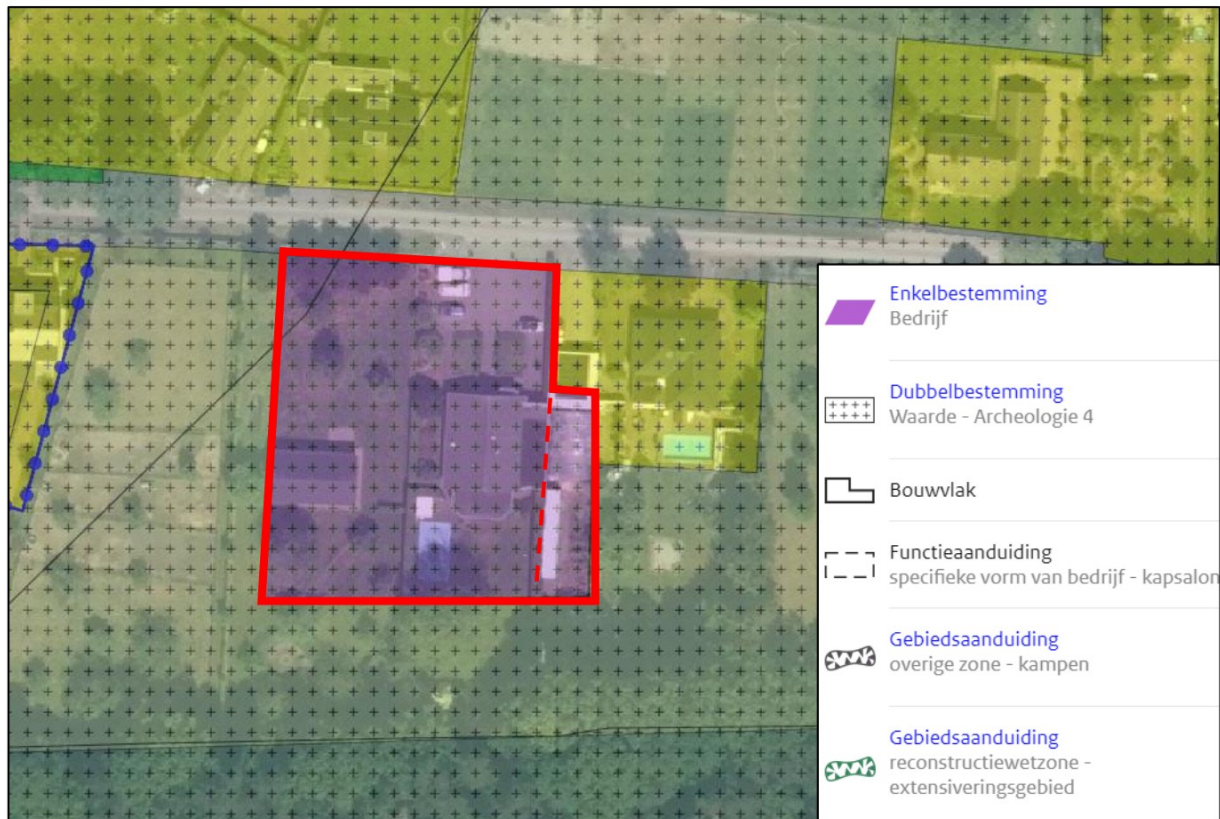 Enkelbestemming
Bedrijf
Dubbelbestemming
Waarde - Archeologie 4
Bouwvlak
Functieaanduiding
specifieke vorm van bedrijf - kapsalon
Gebiedsaanduiding
overige zone - kampen
Gebiedsaanduiding
reconstructiewetzone -
extensiveringsgebied